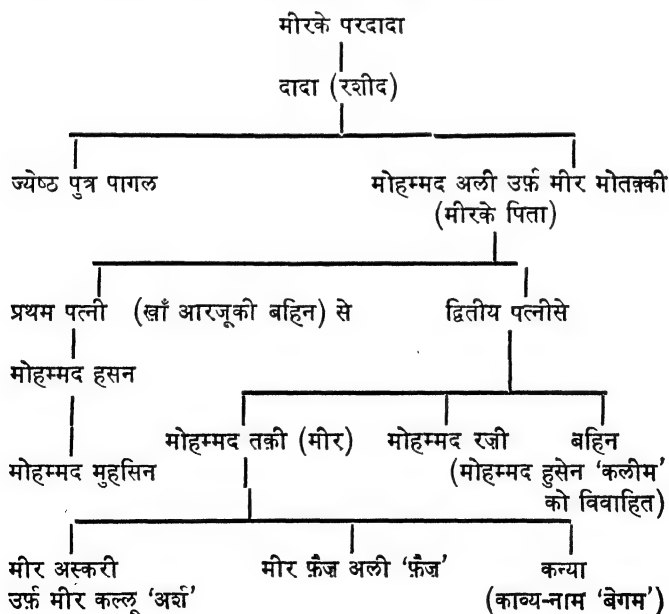 मीरके परदादा
दादा (रशीद)
ज्येष्ठ पुत्र पागल मोहम्मद अली उर्फ़ मीर मोतक़्की
(मीरके पिता)
प्रथम पत्नी (खाँ आरजूकी बहिन) से द्वितीय पत्नीसे
मोहम्मद हसन
मोहम्मद तक़ी (मीर) मोहम्मद रज़ी बहिन
मोहम्मद मुहसिन (मोहम्मद हुसेन ‘कलीम’
को विवाहित)
मीर अस्करी मीर फ़ैज़ अली ‘फ़ैज़’ कन्या
उर्फ़ मीर कल्लू ‘अर्श’ (काव्य-नाम ‘बेगम’)